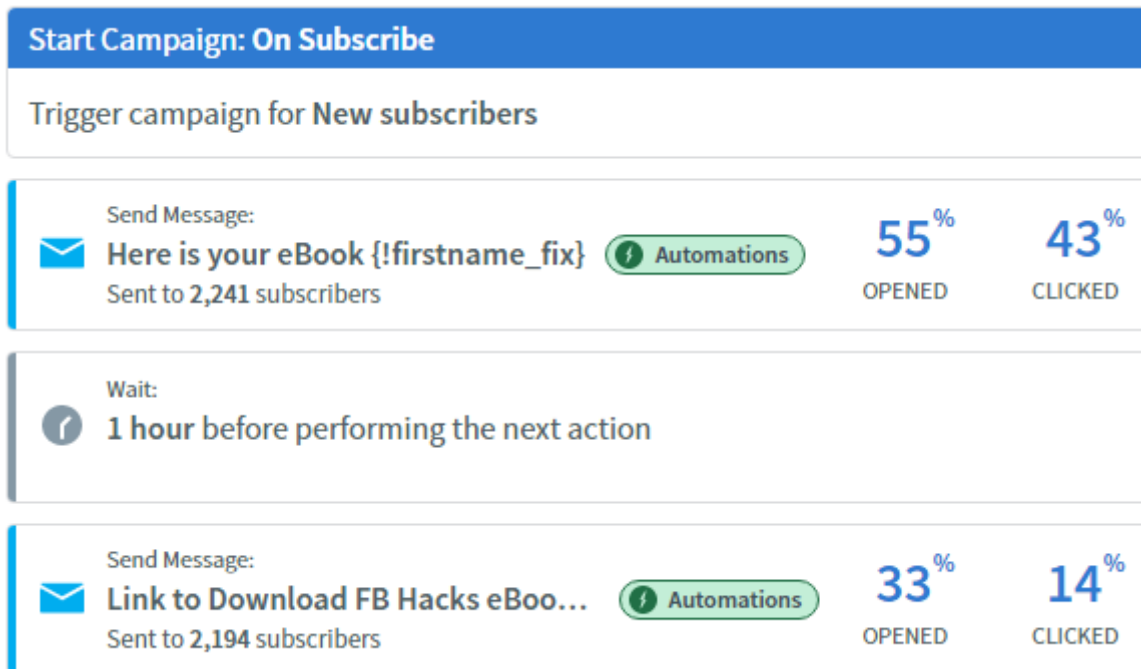 Start Campaign: On Subscribe
Trigger campaign for New subscribers
Send Message:
Here is your eBook {!firstname_fix} Automations 55% 43%
Sent to 2,241 subscribers OPENED CLICKED
Wait:
1 hour before performing the next action
Send Message:
Link to Download FB Hacks eBoo... Automations 33% 14%
Sent to 2,194 subscribers OPENED CLICKED